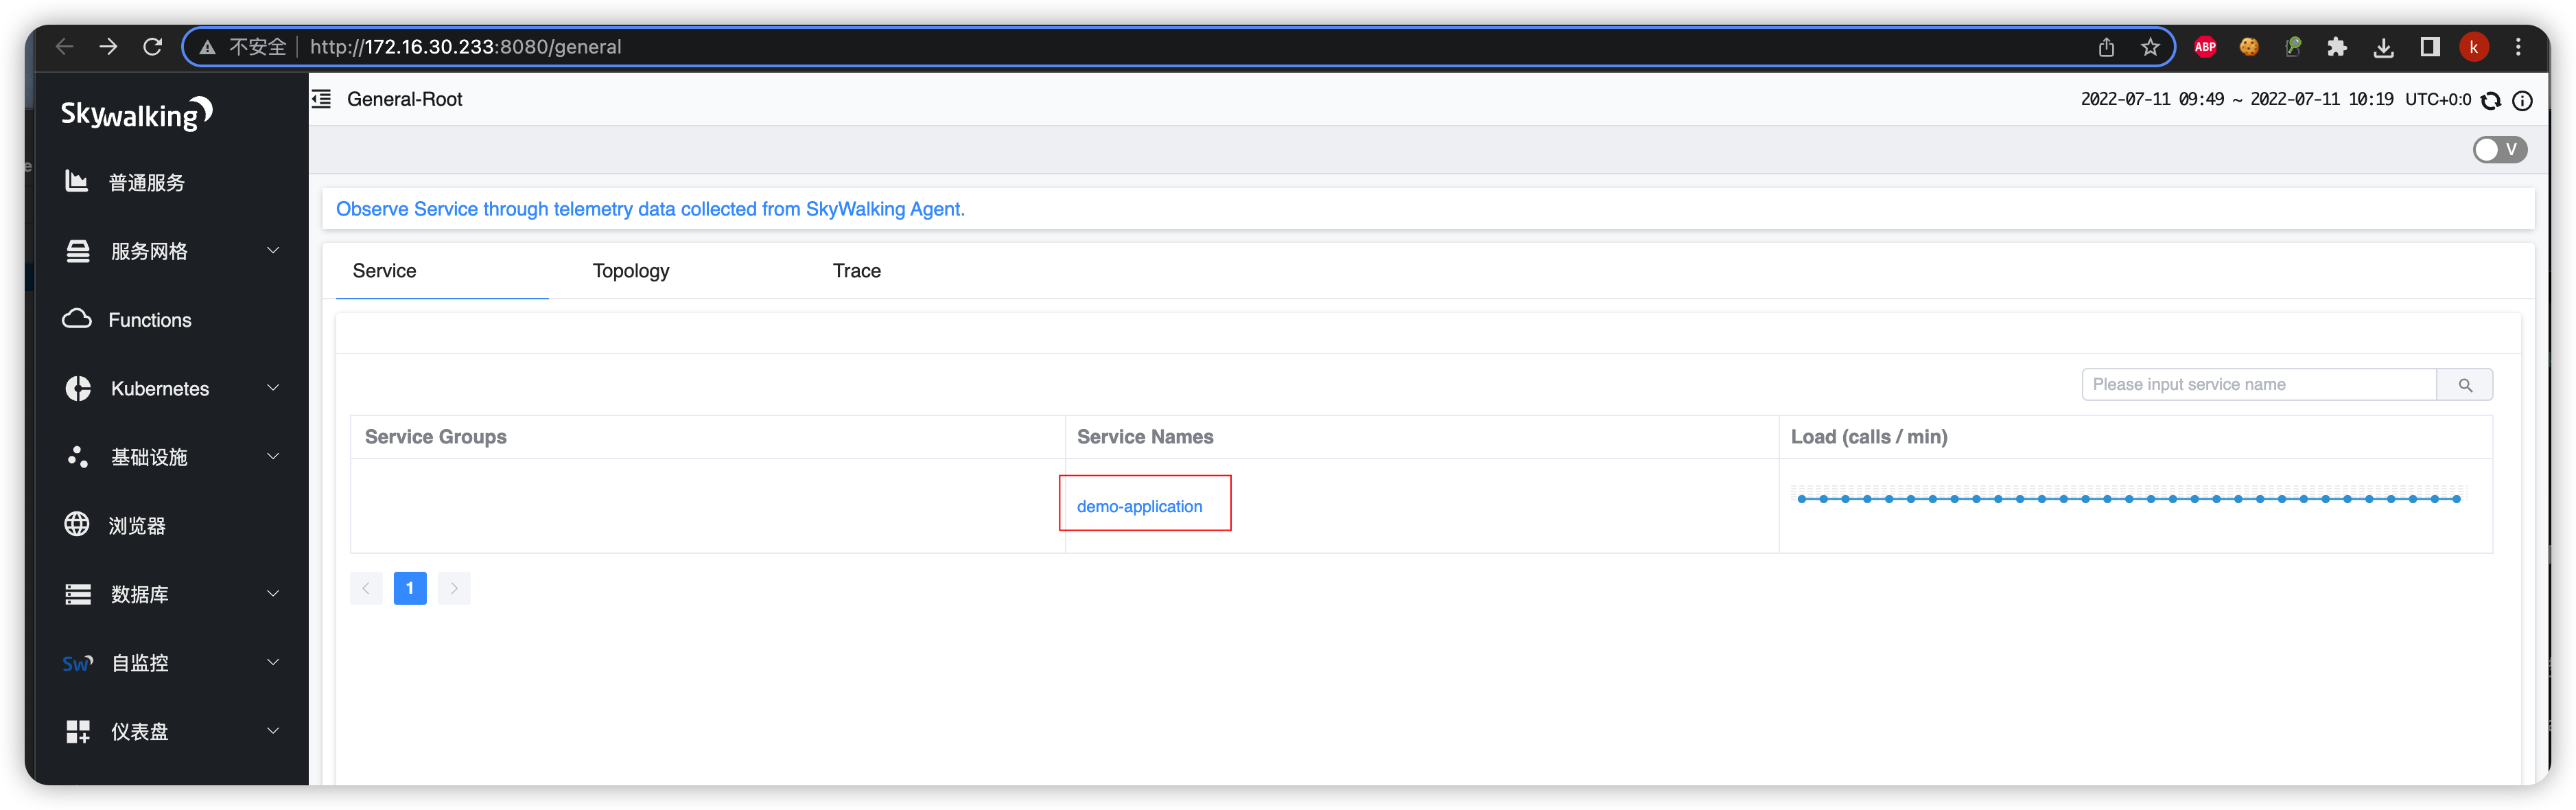 不安全 http://172.16.30.233:8080/general
ABP
k
Skywalking
General-Root
2022-07-11 09:49 ~ 2022-07-11 10:19 UTC+0:0
V
普通服务
服务网格
Functions
Kubernetes
基础设施
浏览器
数据库
Sw 自监控
仪表盘
Observe Service through telemetry data collected from SkyWalking Agent.
Service Topology Trace
Please input service name
Service Groups Service Names Load (calls / min)
demo-application
1